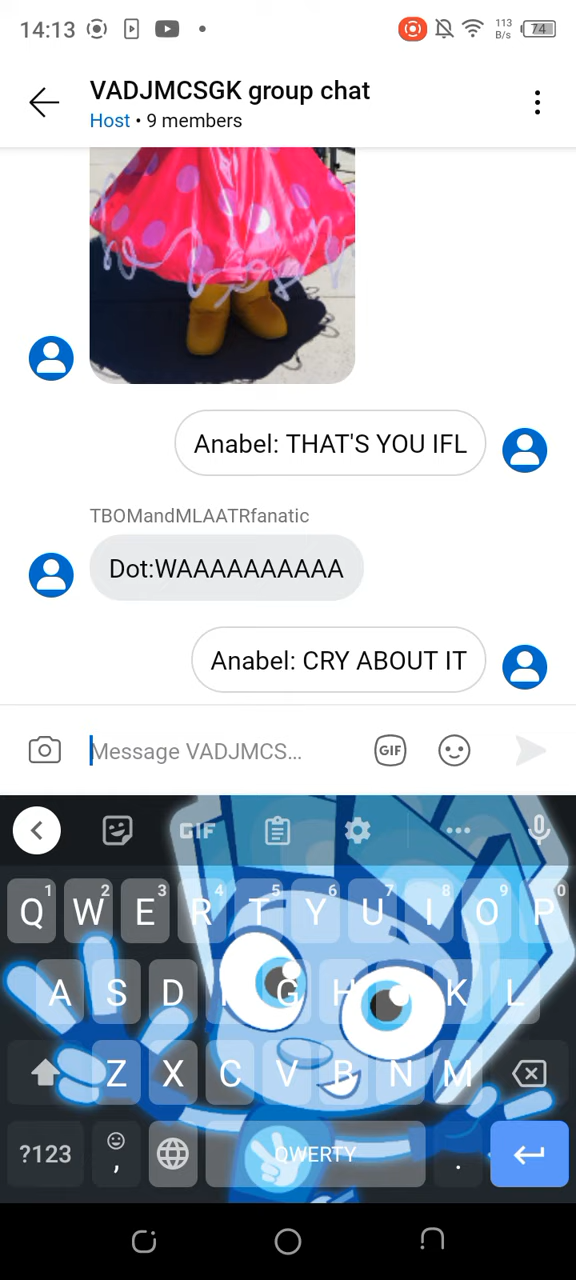 14:13
113
B/s
74
VADJMCSGK group chat
Host • 9 members
Anabel: THAT'S YOU IFL
TBOMandMLAATRfanatic
Dot:WAAAAAAAAAA
Anabel: CRY ABOUT IT
Message VADJMCS...
GIF
GIF
1 2 3 4 5 6 7 8 9 0
Q W E R T Y U I O P
A S D G H K L
Z X C V B N M
?123 , QWERTY .